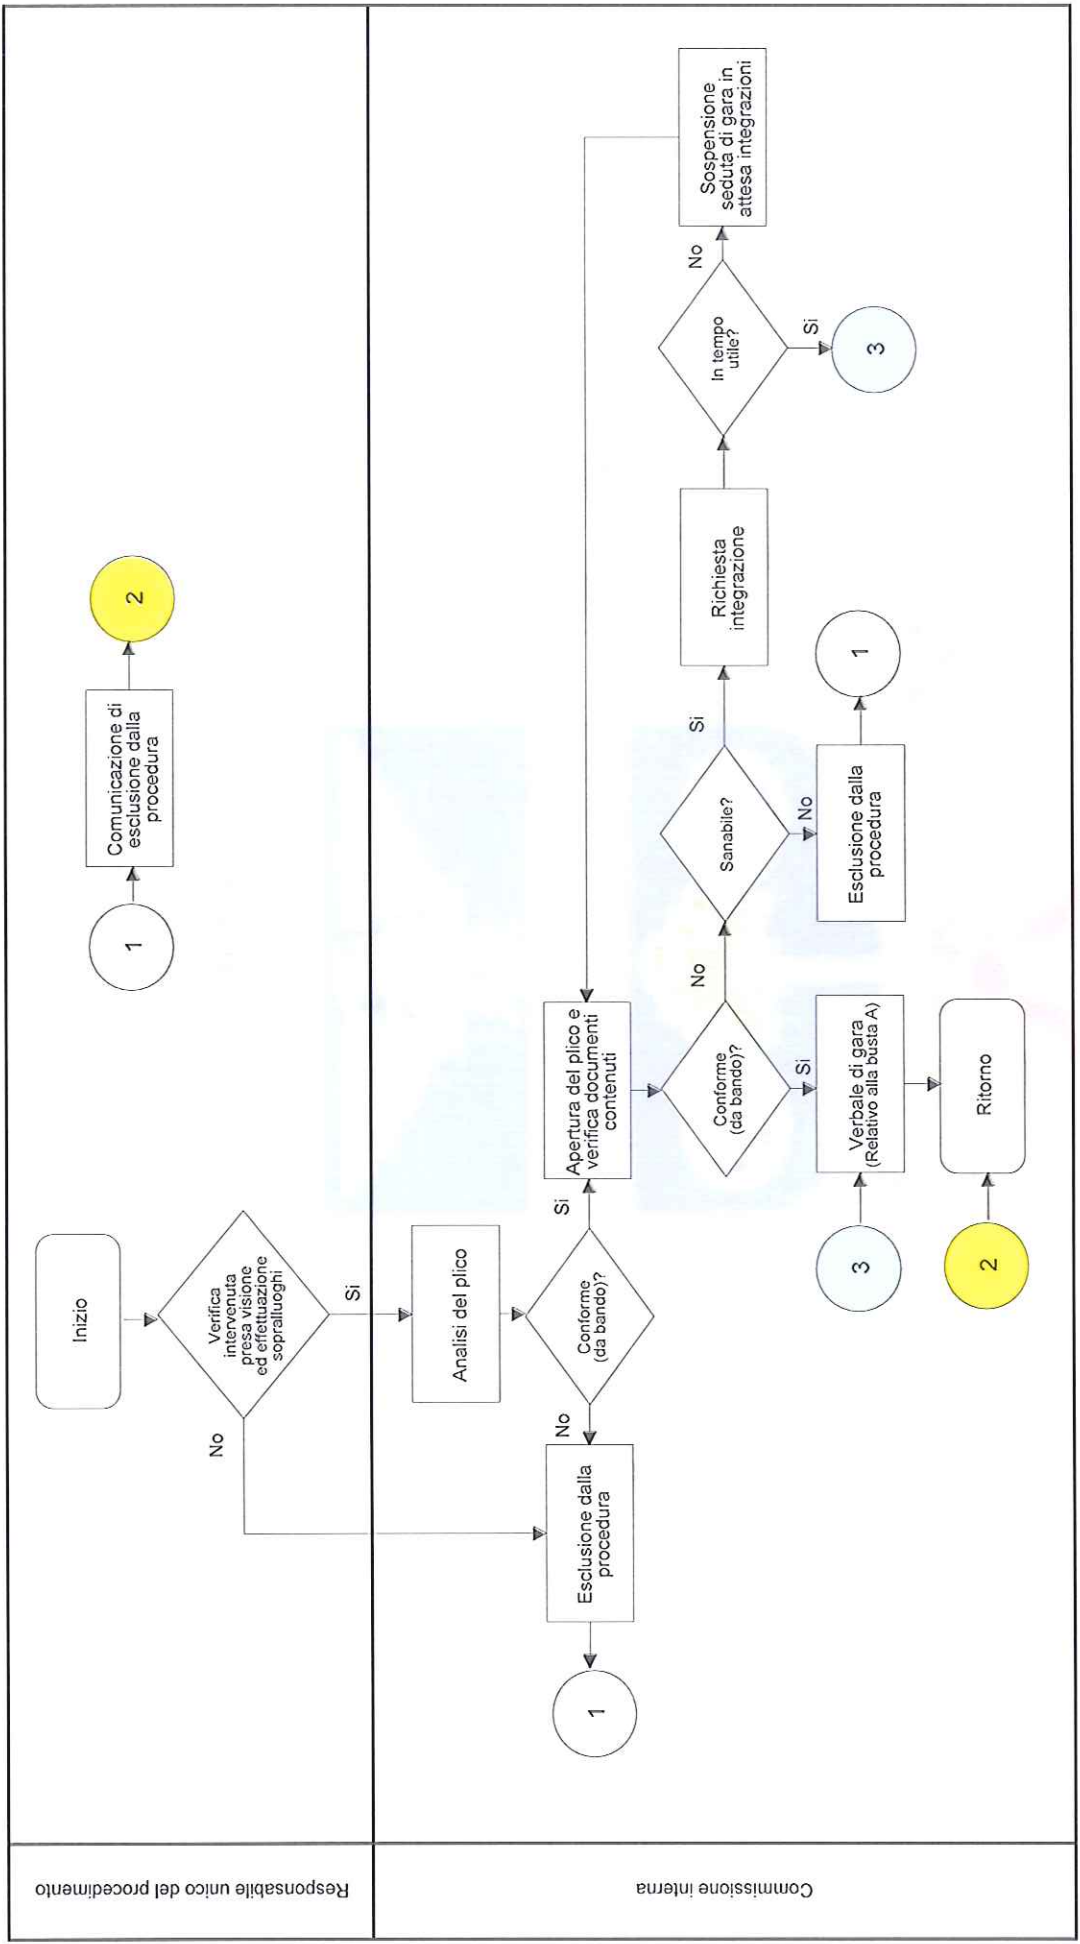 Responsabile unico del procedimento
Inizio
Verifica
intervenuta
presa visione
ed effettuazione
sopralluoghi
No
Si
1
Comunicazione di
esclusione dalla
procedura
2
Commissione interna
Analisi del plico
Conforme
(da bando)?
No
Si
Esclusione dalla
procedura
1
Apertura del plico e
verifica documenti
contenuti
Conforme
(da bando)?
No
Si
Sanabile?
Si
No
Richiesta
integrazione
In tempo
utile?
No
Si
Sospensione
seduta di gara in
attesa integrazioni
3
Esclusione dalla
procedura
1
3
Verbale di gara
(Relativo alla busta A)
2
Ritorno